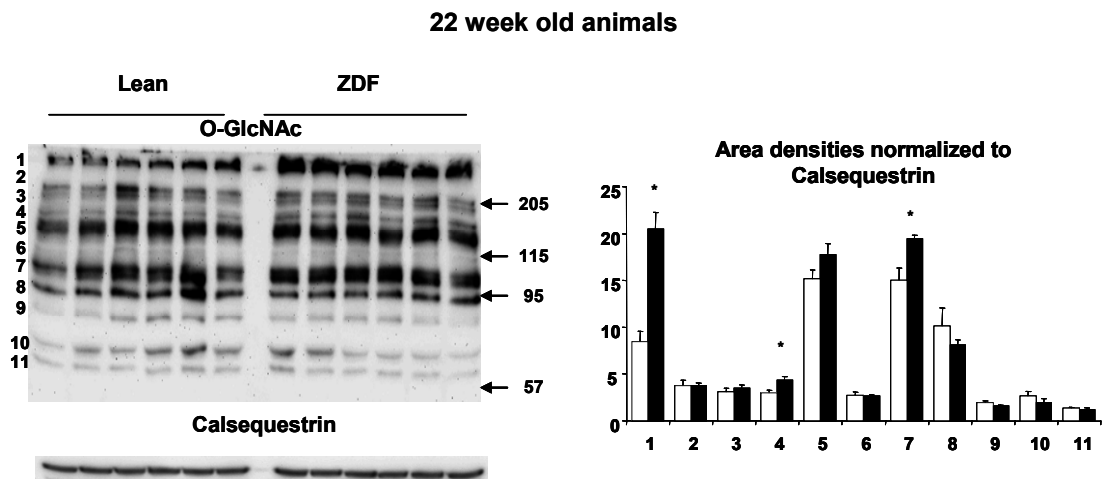 22 week old animals
Lean ZDF
O-GlcNAc
1
2
3
4
5
6
7
8
9
10
11
205
115
95
57
Calsequestrin
Area densities normalized to
Calsequestrin
25
20
15
10
5
0
* * *
1 2 3 4 5 6 7 8 9 10 11